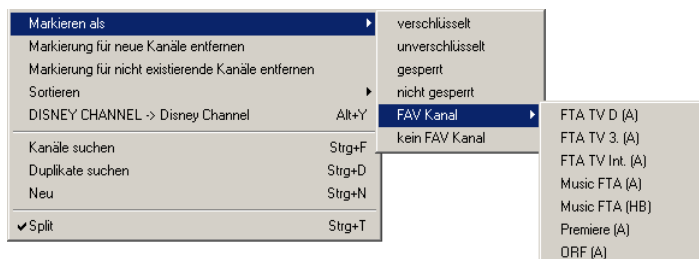 Markieren als
Markierung für neue Kanäle entfernen
Markierung für nicht existierende Kanäle entfernen
Sortieren
DISNEY CHANNEL -> Disney Channel Alt+Y
Kanäle suchen Strg+F
Duplikate suchen Strg+D
Neu Strg+N
Split Strg+T
verschlüsselt
unverschlüsselt
gesperrt
nicht gesperrt
FAV Kanal
kein FAV Kanal
FTA TV D (A)
FTA TV 3. (A)
FTA TV Int. (A)
Music FTA (A)
Music FTA (HB)
Premiere (A)
ORF (A)